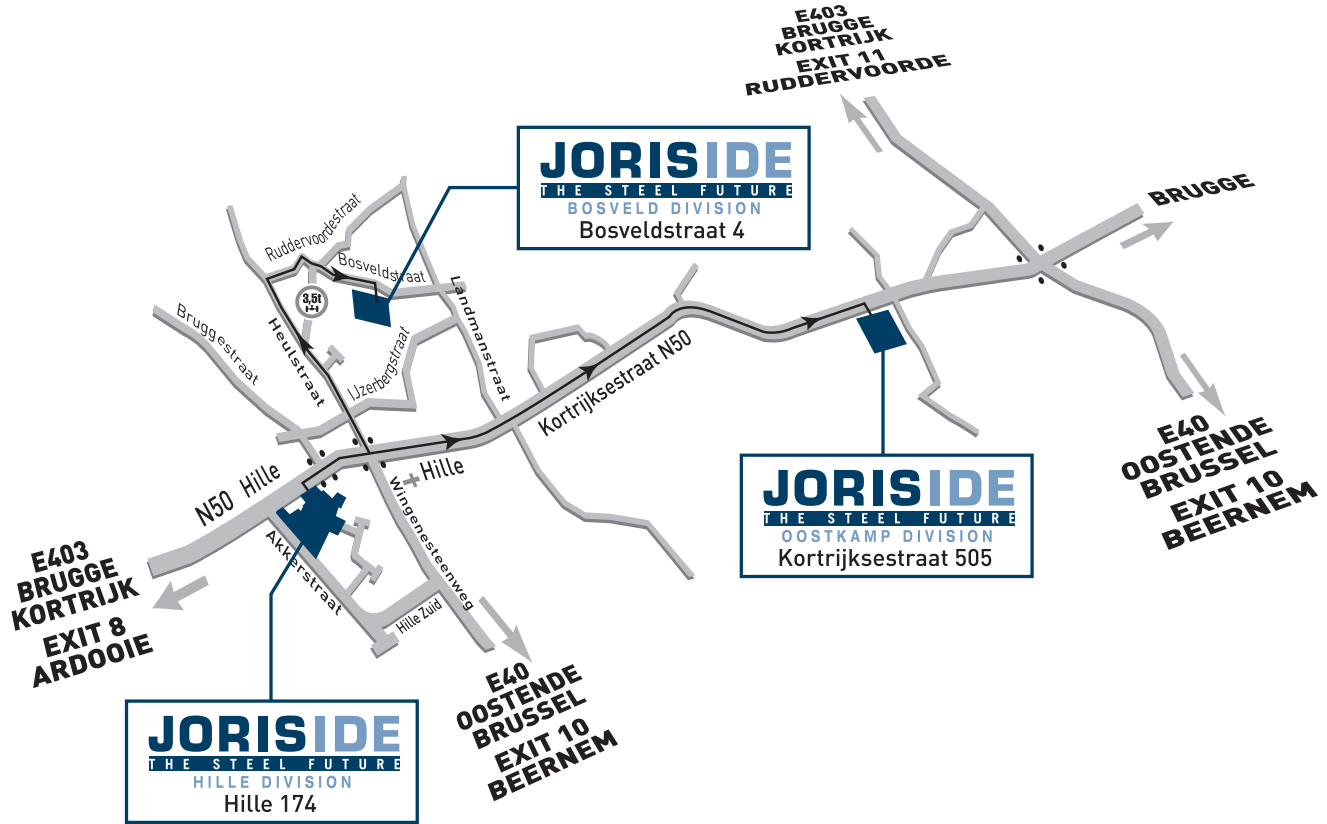 E403
BRUGGE
KORTRIJK
EXIT 11
RUDDERVOORDE
BRUGGE
JORISIDE
THE STEEL FUTURE
BOSVELD DIVISION
Bosveldstraat 4
Ruddervoordestraat
Bosveldstraat
3,5t
Landmanstraat
Bruggestraat
Heulstraat
IJzerbergstraat
Kortrijksestraat N50
N50 Hille
Hille
Wingenesteenweg
Akkerstraat
Hille Zuid
E403
BRUGGE
KORTRIJK
EXIT 8
ARDOOIE
E40
OOSTENDE
BRUSSEL
EXIT 10
BEERNEM
JORISIDE
THE STEEL FUTURE
OOSTKAMP DIVISION
Kortrijksestraat 505
E40
OOSTENDE
BRUSSEL
EXIT 10
BEERNEM
JORISIDE
THE STEEL FUTURE
HILLE DIVISION
Hille 174